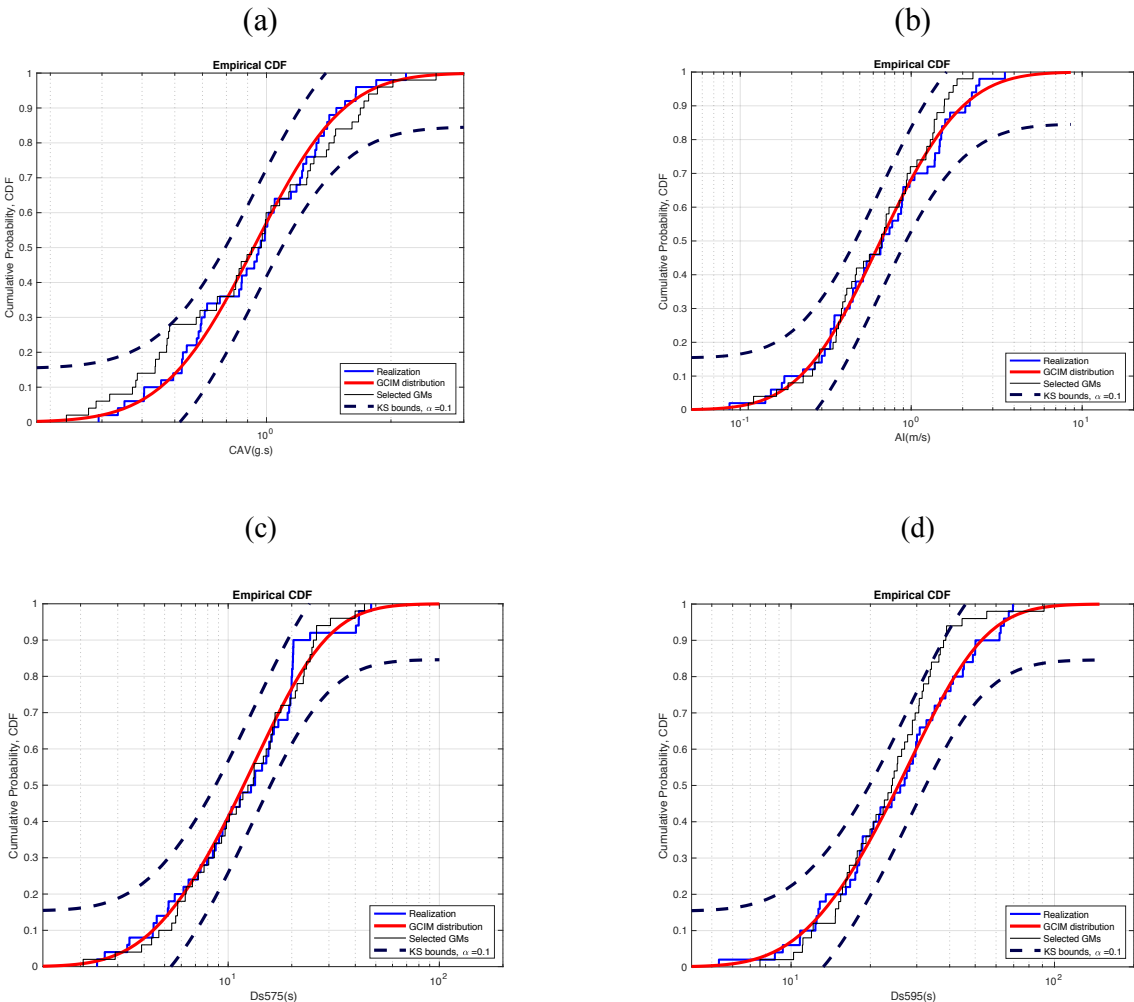 (a)
Empirical CDF
Cumulative Probability, CDF
1
0.9
0.8
0.7
0.6
0.5
0.4
0.3
0.2
0.1
0
10^0
CAV(g.s)
Realization
GCIM distribution
Selected GMs
KS bounds, α =0.1
(b)
Empirical CDF
Cumulative Probability, CDF
1
0.9
0.8
0.7
0.6
0.5
0.4
0.3
0.2
0.1
0
10^-1 10^0 10^1
AI(m/s)
Realization
GCIM distribution
Selected GMs
KS bounds, α =0.1
(c)
Empirical CDF
Cumulative Probability, CDF
1
0.9
0.8
0.7
0.6
0.5
0.4
0.3
0.2
0.1
0
10^1 10^2
Ds575(s)
Realization
GCIM distribution
Selected GMs
KS bounds, α =0.1
(d)
Empirical CDF
Cumulative Probability, CDF
1
0.9
0.8
0.7
0.6
0.5
0.4
0.3
0.2
0.1
0
10^1 10^2
Ds595(s)
Realization
GCIM distribution
Selected GMs
KS bounds, α =0.1